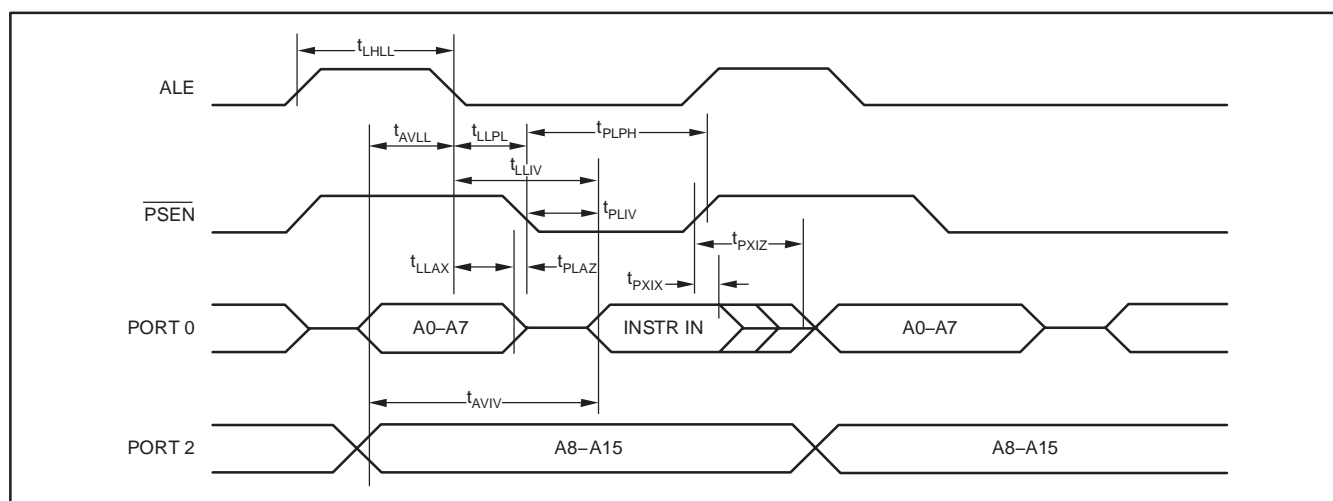 tLHLL
ALE
tAVLL
tLLPL
tPLPH
tLLIV
PSEN
tPLIV
tPXIZ
tLLAX
tPLAZ
tPXIX
PORT 0
A0–A7
INSTR IN
A0–A7
tAVIV
PORT 2
A8–A15
A8–A15